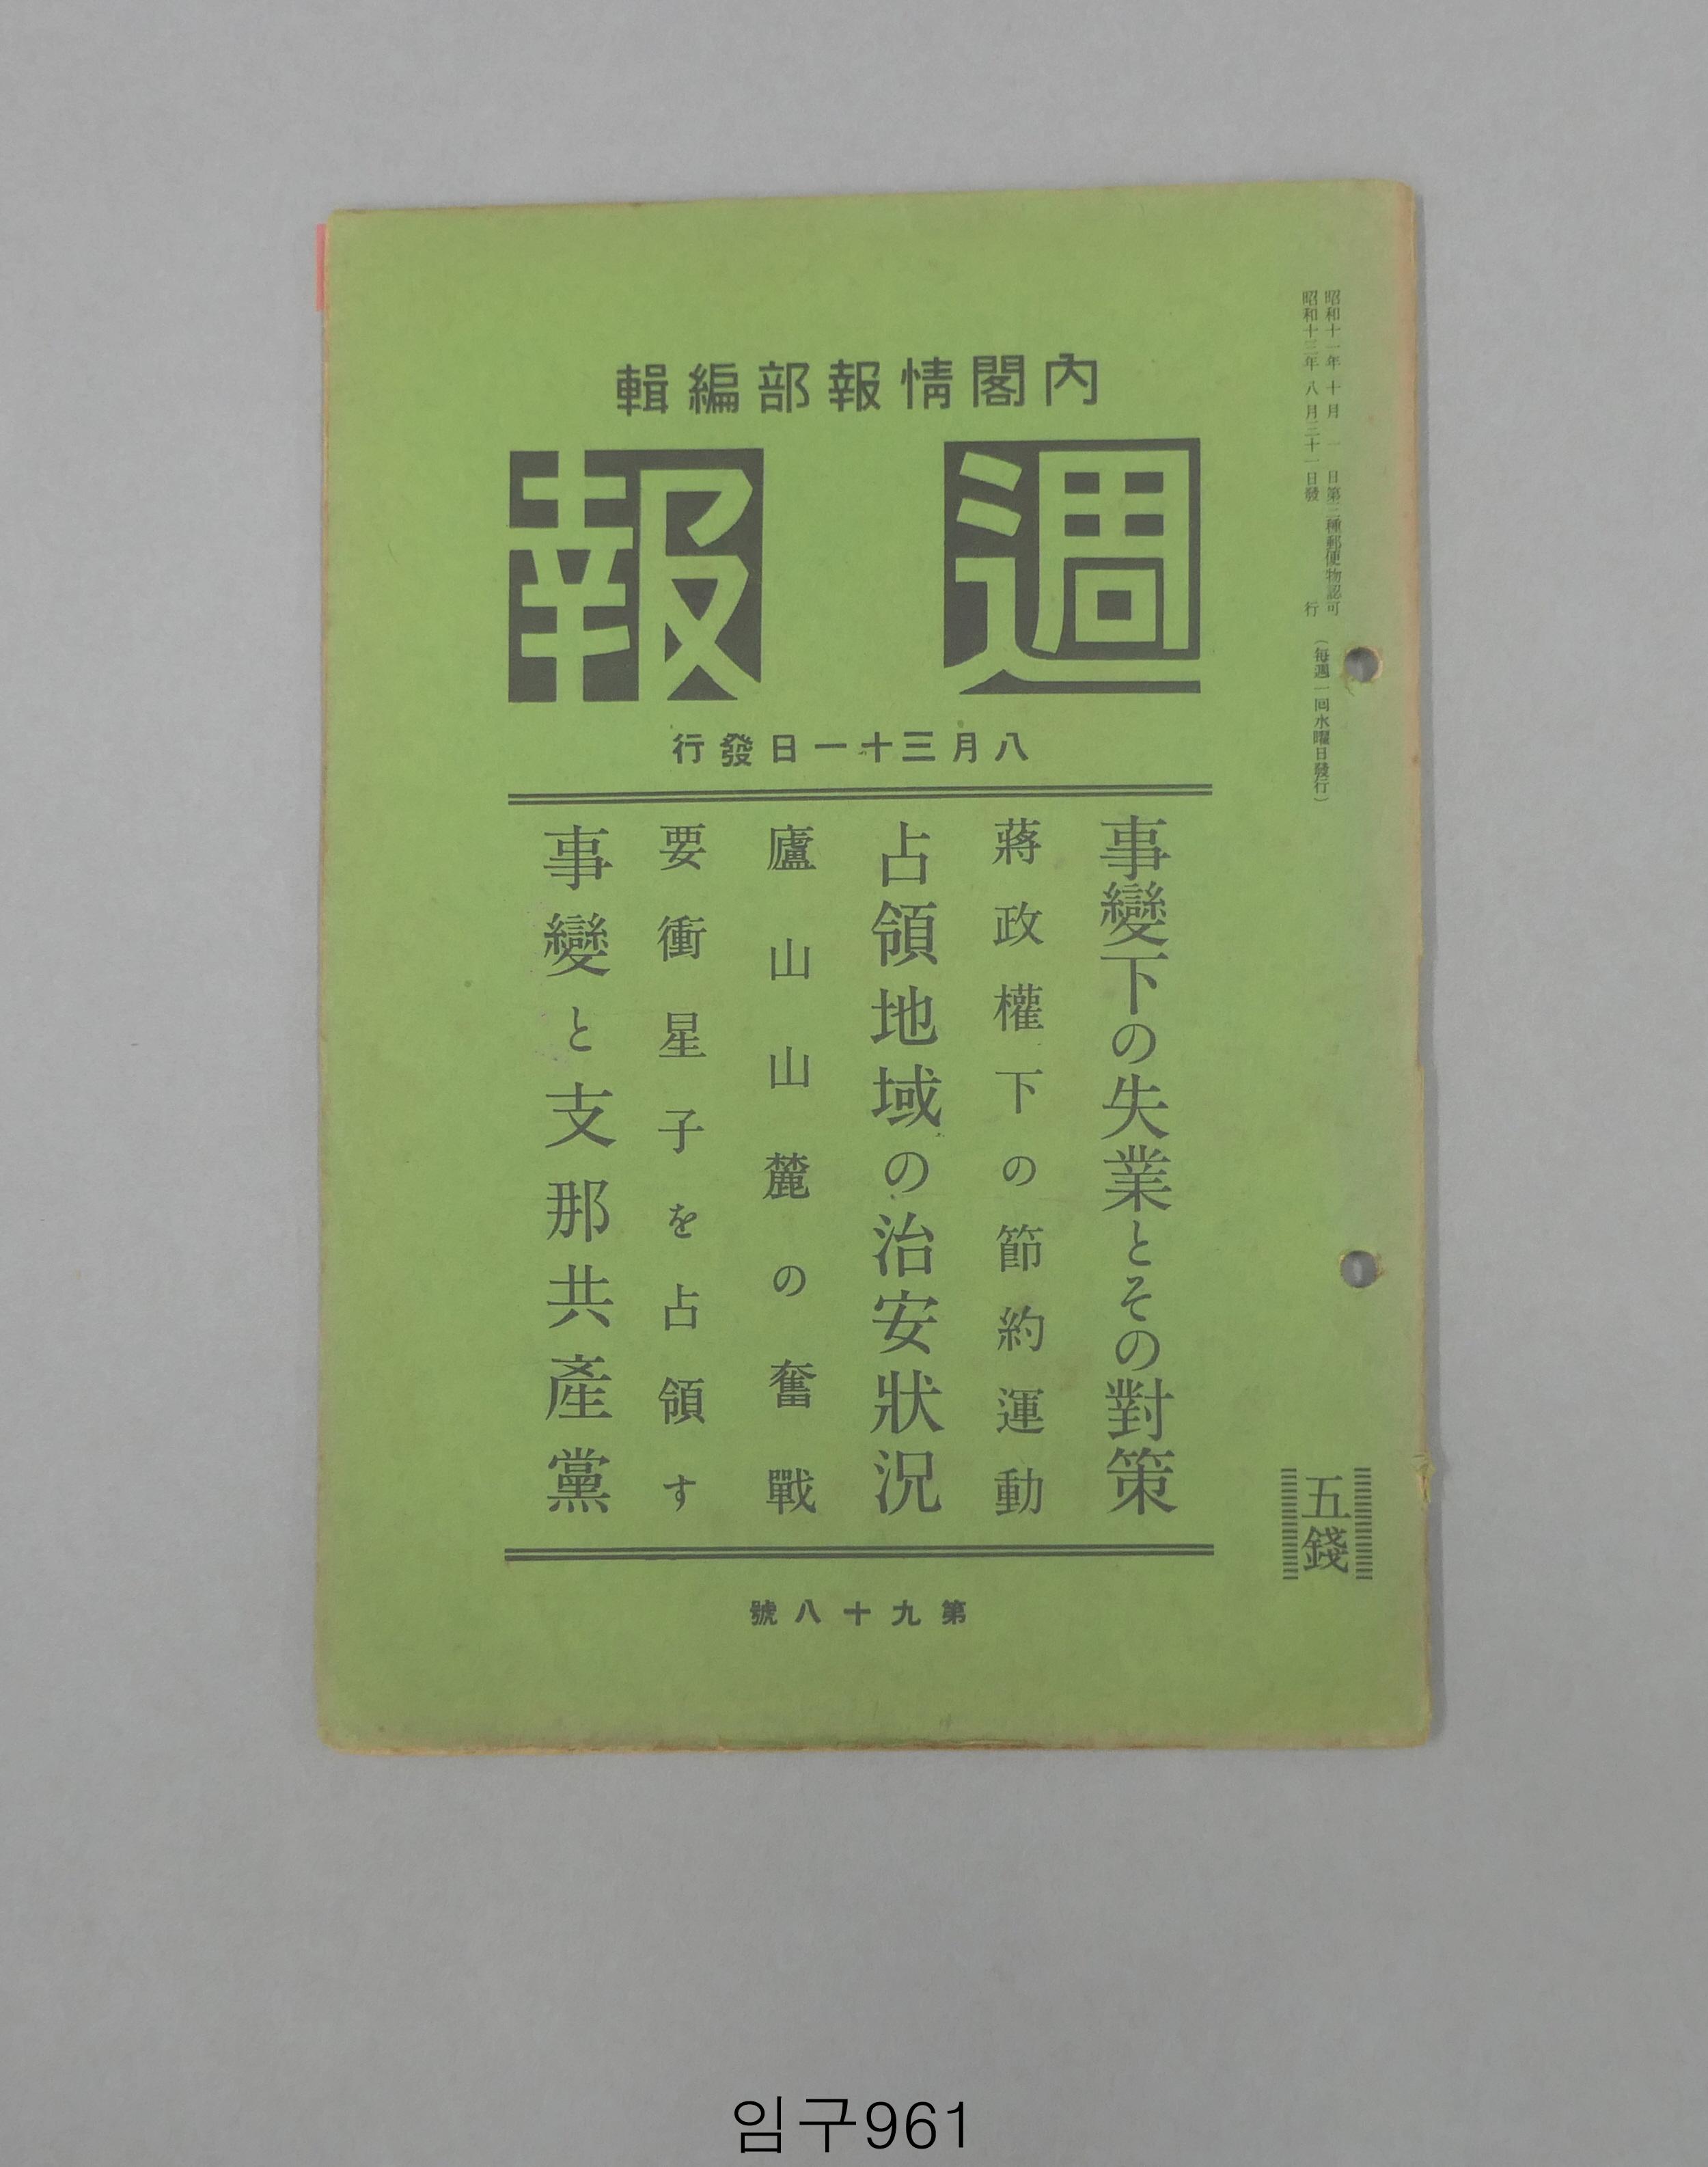 昭和十一年十月一日第三種郵便物認可
昭和十三年八月三十一日發行
(每週一回水曜日發行)
內閣情報部編輯
週報
八月三十一日發行
事變下の失業とその對策
蔣政權下の節約運動
占領地域の治安狀況
廬山山麓の奮戰
要衝星子を占領す
事變と支那共產黨
五錢
第九十八號
임구961